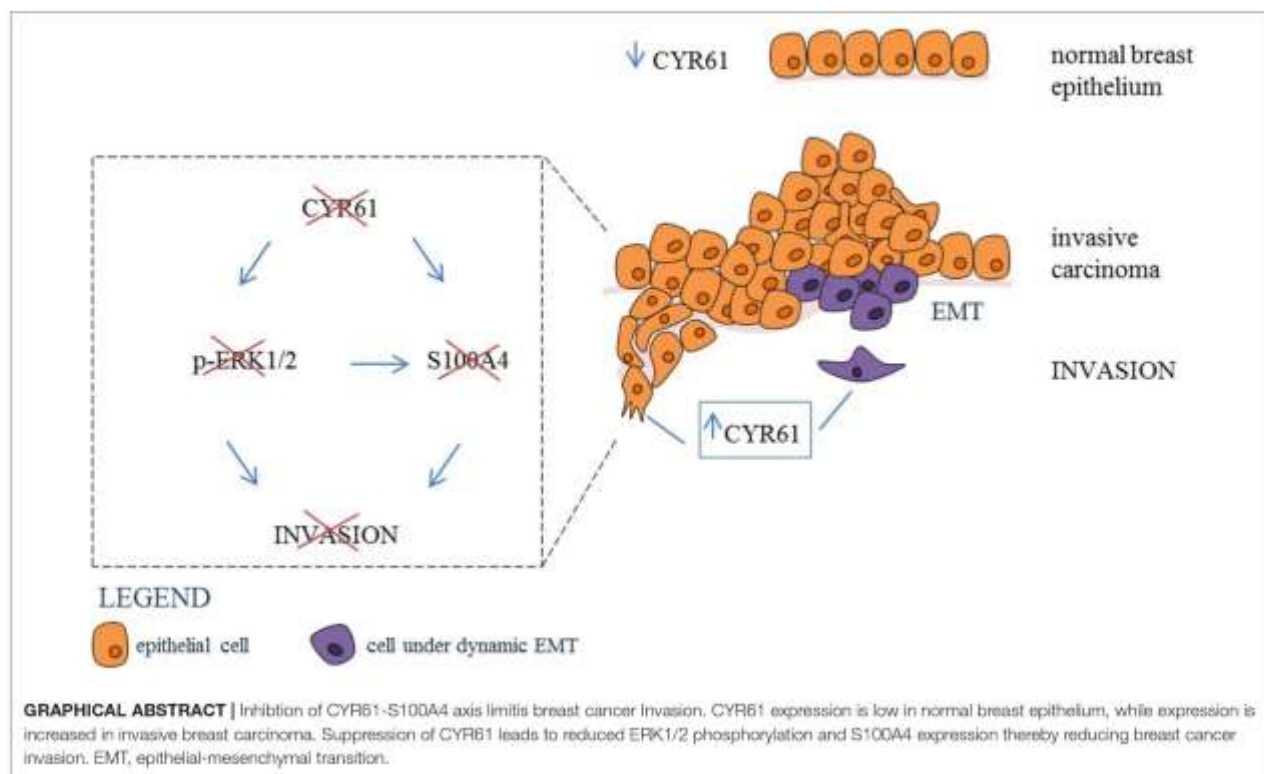 CYR61
normal breast
epithelium
CYR61
p-ERK1/2
S100A4
INVASION
invasive
carcinoma
EMT
INVASION
CYR61
LEGEND
epithelial cell
cell under dynamic EMT
GRAPHICAL ABSTRACT | Inhibtion of CYR61-S100A4 axis limitis breast cancer Invasion. CYR61 expression is low in normal breast epithelium, while expression is
increased in invasive breast carcinoma. Suppression of CYR61 leads to reduced ERK1/2 phosphorylation and S100A4 expression thereby reducing breast cancer
invasion. EMT, epithelial-mesenchymal transition.